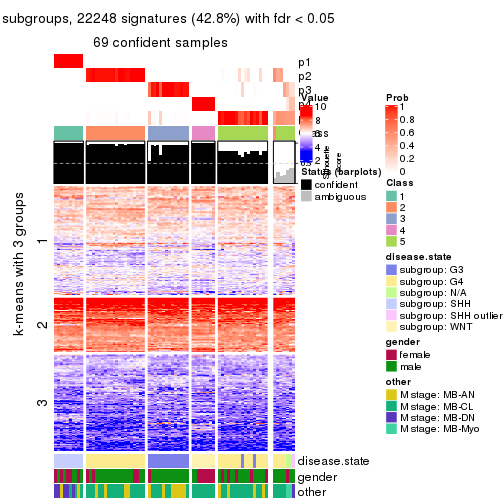 subgroups, 22248 signatures (42.8%) with fdr < 0.05
69 confident samples
p1
p2
p3
Value
10
8
4
2
Silhouette
score
Status (barplots)
confident
ambiguous
Prob
1
0.8
0.6
0.4
0.2
0
Class
1
2
3
4
5
disease.state
subgroup: G3
subgroup: G4
subgroup: N/A
subgroup: SHH
subgroup: SHH outlier
subgroup: WNT
gender
female
male
other
M stage: MB-AN
M stage: MB-CL
M stage: MB-DN
M stage: MB-Myo
k-means with 3 groups
1
2
3
disease.state
gender
other